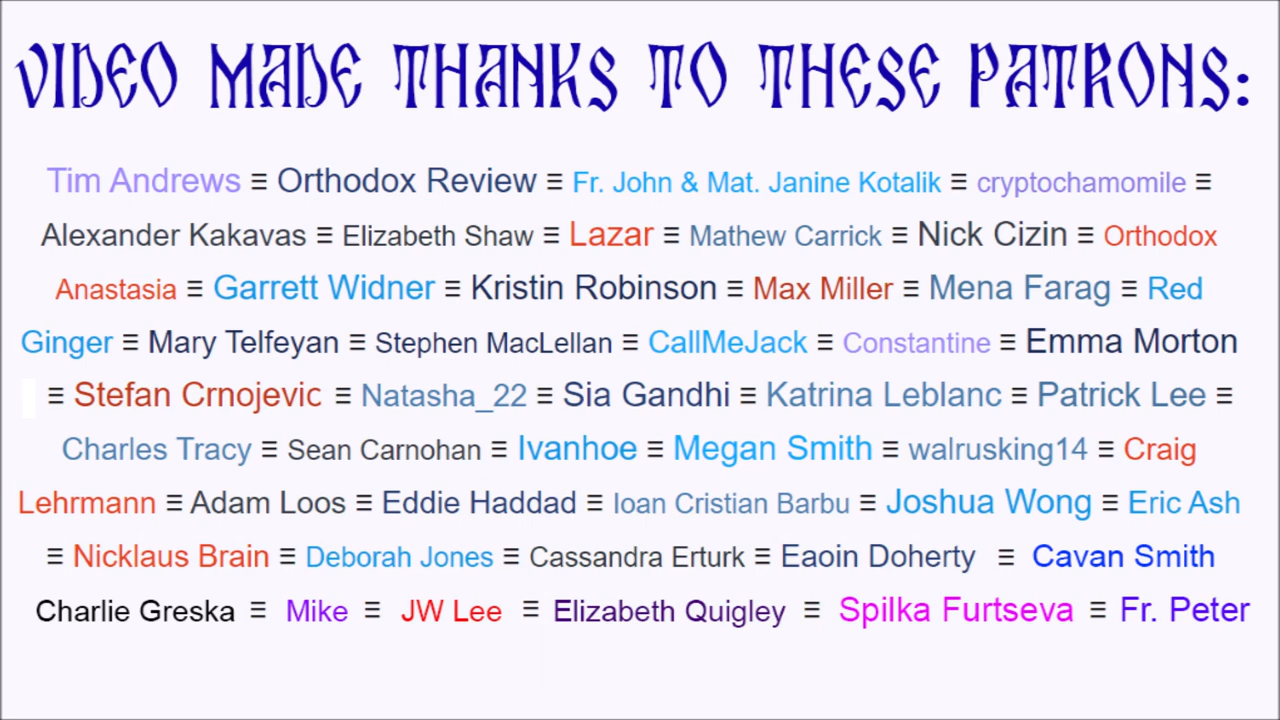 VIDEO MADE THANKS TO THESE PATRONS:
Tim Andrews ≡ Orthodox Review ≡ Fr. John & Mat. Janine Kotalik ≡ cryptochamomile ≡
Alexander Kakavas ≡ Elizabeth Shaw ≡ Lazar ≡ Mathew Carrick ≡ Nick Cizin ≡ Orthodox
Anastasia ≡ Garrett Widner ≡ Kristin Robinson ≡ Max Miller ≡ Mena Farag ≡ Red
Ginger ≡ Mary Telfeyan ≡ Stephen MacLellan ≡ CallMeJack ≡ Constantine ≡ Emma Morton
≡ Stefan Crnojevic ≡ Natasha_22 ≡ Sia Gandhi ≡ Katrina Leblanc ≡ Patrick Lee ≡
Charles Tracy ≡ Sean Carnohan ≡ Ivanhoe ≡ Megan Smith ≡ walrusking14 ≡ Craig
Lehrmann ≡ Adam Loos ≡ Eddie Haddad ≡ Ioan Cristian Barbu ≡ Joshua Wong ≡ Eric Ash
≡ Nicklaus Brain ≡ Deborah Jones ≡ Cassandra Erturk ≡ Eaoin Doherty ≡ Cavan Smith
Charlie Greska ≡ Mike ≡ JW Lee ≡ Elizabeth Quigley ≡ Spilka Furtseva ≡ Fr. Peter